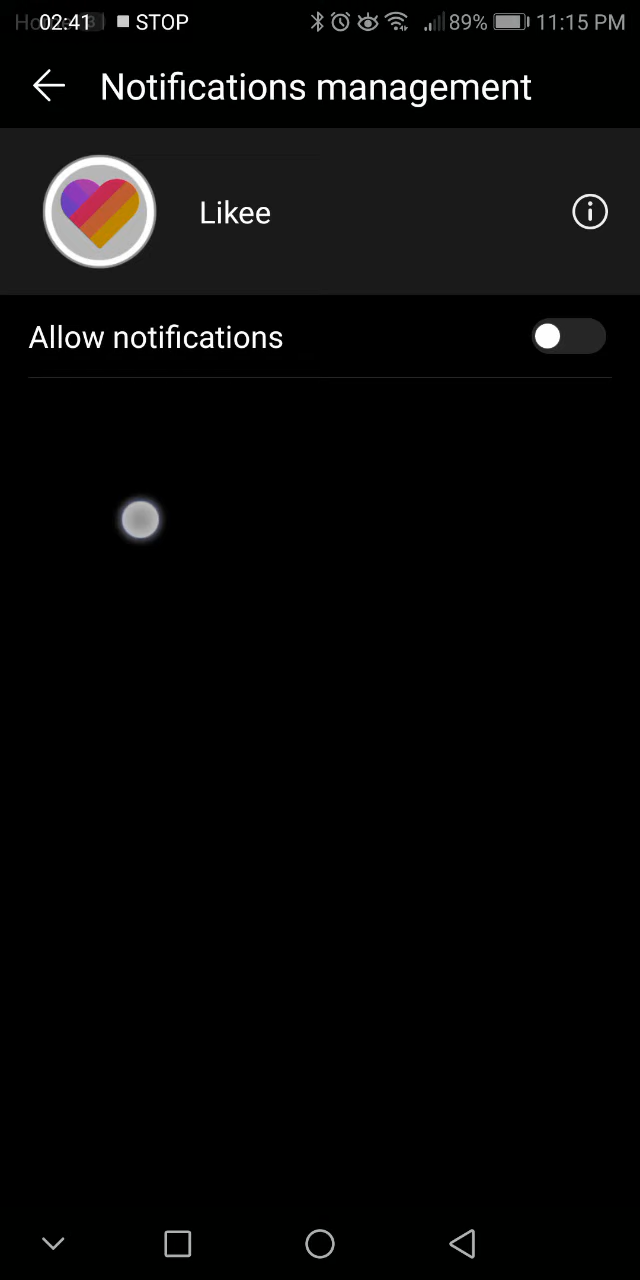 02:41 STOP 89% 11:15 PM
Notifications management
Likee
Allow notifications